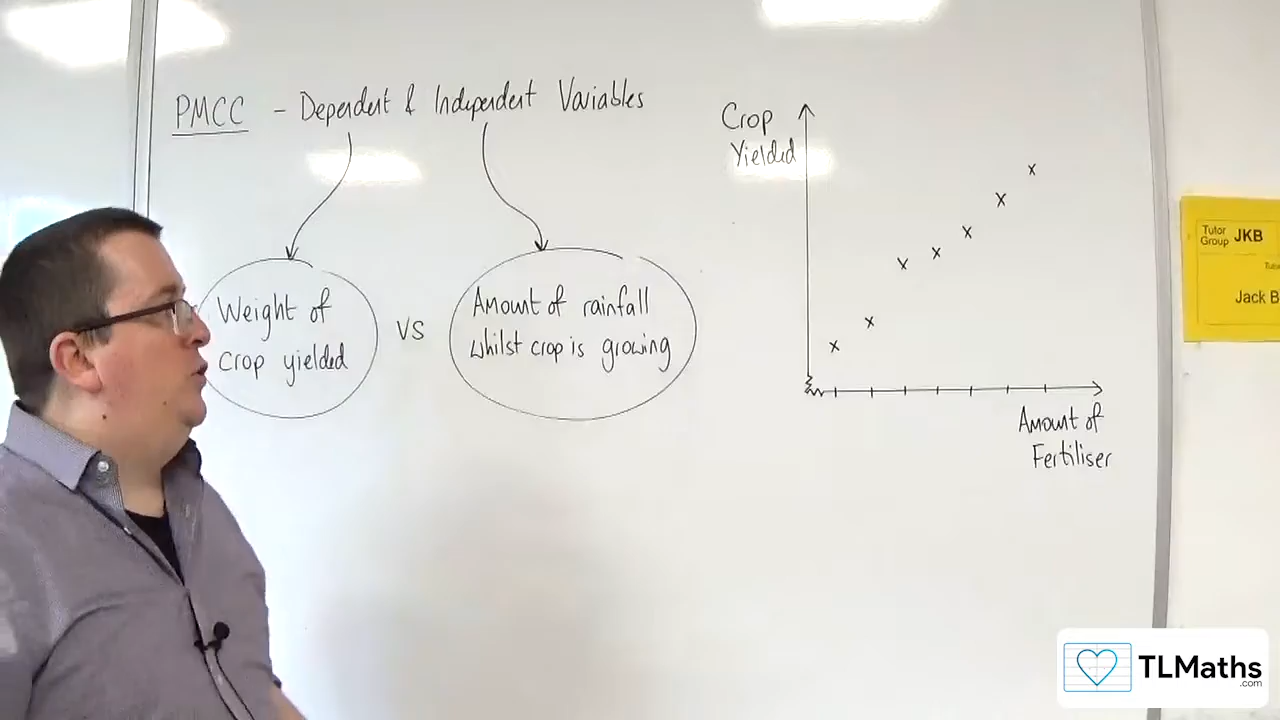 PMCC - Dependent & Independent Variables
Weight of
crop yielded
VS
Amount of rainfall
whilst crop is growing
Crop
Yielded
Amount of
Fertiliser
Tutor
Group JKB
Jack B
TLMaths
.com